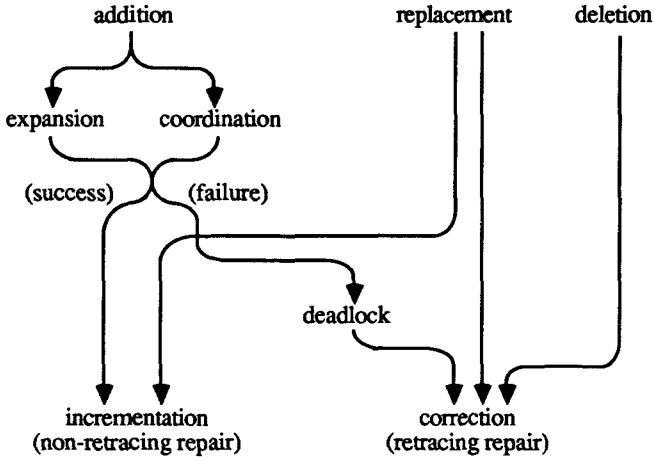 addition replacement deletion
expansion coordination
(success) (failure)
deadlock
incrementation correction
(non-retracing repair) (retracing repair)